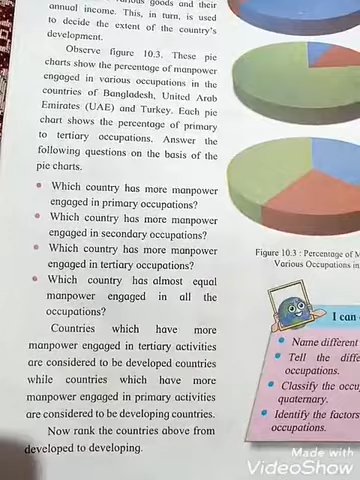 goods and their
annual income. This, in turn, is used
to decide the extent of the country's
development.
Observe figure 10.3. These pie
charts show the percentage of manpower
engaged in various occupations in the
countries of Bangladesh, United Arab
Emirates (UAE) and Turkey. Each pie
chart shows the percentage of primary
to tertiary occupations. Answer the
following questions on the basis of the
pie charts.
• Which country has more manpower
engaged in primary occupations?
• Which country has more manpower
engaged in secondary occupations?
• Which country has more manpower
engaged in tertiary occupations?
• Which country has almost equal
manpower engaged in all the
occupations?
Countries which have more
manpower engaged in tertiary activities
are considered to be developed countries
while countries which have more
manpower engaged in primary activities
are considered to be developing countries.
Now rank the countries above from
developed to developing.
Figure 10.3 : Percentage of M
Various Occupations in
I can
• Name different
• Tell the diffe
occupations.
• Classify the occu
quaternary.
• Identify the factors
occupations.
Made with
VideoShow